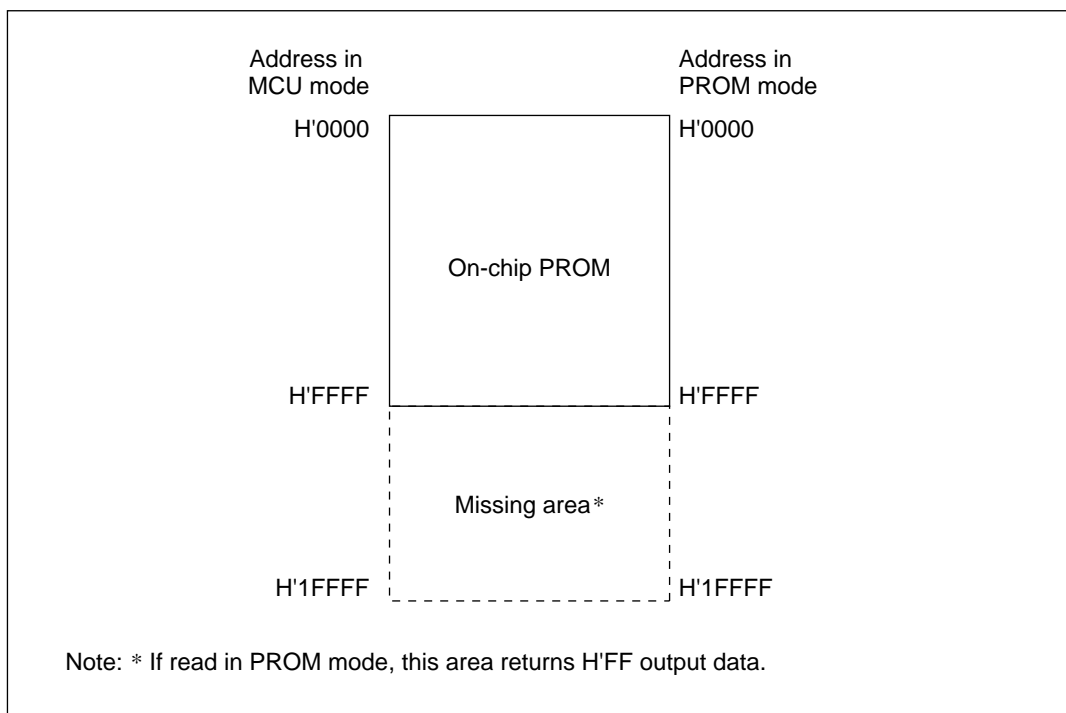 Address in
MCU mode
Address in
PROM mode
H'0000
H'0000
On-chip PROM
H'FFFF
H'FFFF
Missing area*
H'1FFFF
H'1FFFF
Note: * If read in PROM mode, this area returns H'FF output data.